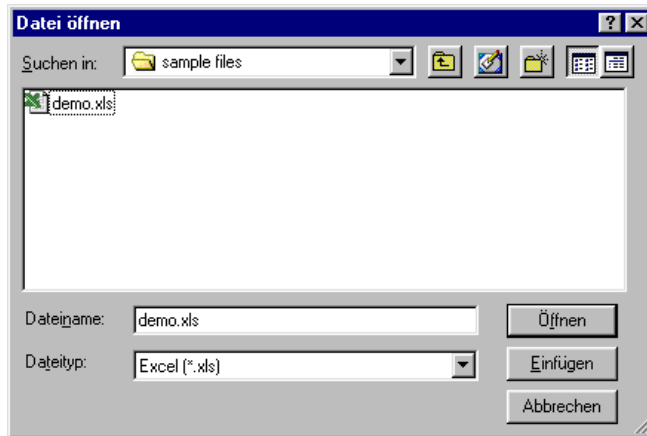 Datei öffnen
Suchen in: sample files
demo.xls
Dateiname: demo.xls Öffnen
Dateityp: Excel (*.xls) Einfügen
Abbrechen